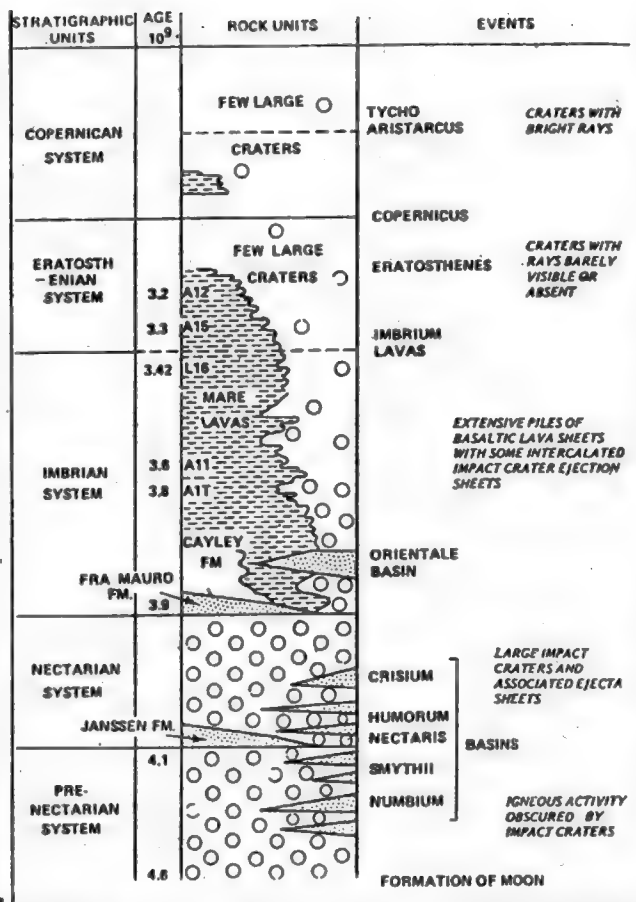 STRATIGRAPHIC UNITS
AGE 10⁹
ROCK UNITS
EVENTS
COPERNICAN
SYSTEM
FEW LARGE
CRATERS
TYCHO
ARISTARCUS
CRATERS WITH
BRIGHT RAYS
COPERNICUS
ERATOSTH
-ENIAN
SYSTEM
3.2
3.3
FEW LARGE
CRATERS
A12
A15
ERATOSTHENES
CRATERS WITH
RAYS BARELY
VISIBLE OR
ABSENT
IMBRIUM
LAVAS
IMBRIAN
SYSTEM
3.42
3.6
3.8
3.9
L16
MARE
LAVAS
A11
A1T
CAYLEY
FM
FRA MAURO
FM.
EXTENSIVE PILES OF
BASALTIC LAVA SHEETS
WITH SOME INTERCALATED
IMPACT CRATER EJECTION
SHEETS
ORIENTALE
BASIN
NECTARIAN
SYSTEM
JANSSEN FM.
CRISIUM
HUMORUM
NECTARIS
SMYTHII
NUMBIUM
BASINS
LARGE IMPACT
CRATERS AND
ASSOCIATED EJECTA
SHEETS
PRE-
NECTARIAN
SYSTEM
4.1
4.6
IGNEOUS ACTIVITY
OBSCURED BY
IMPACT CRATERS
FORMATION OF MOON